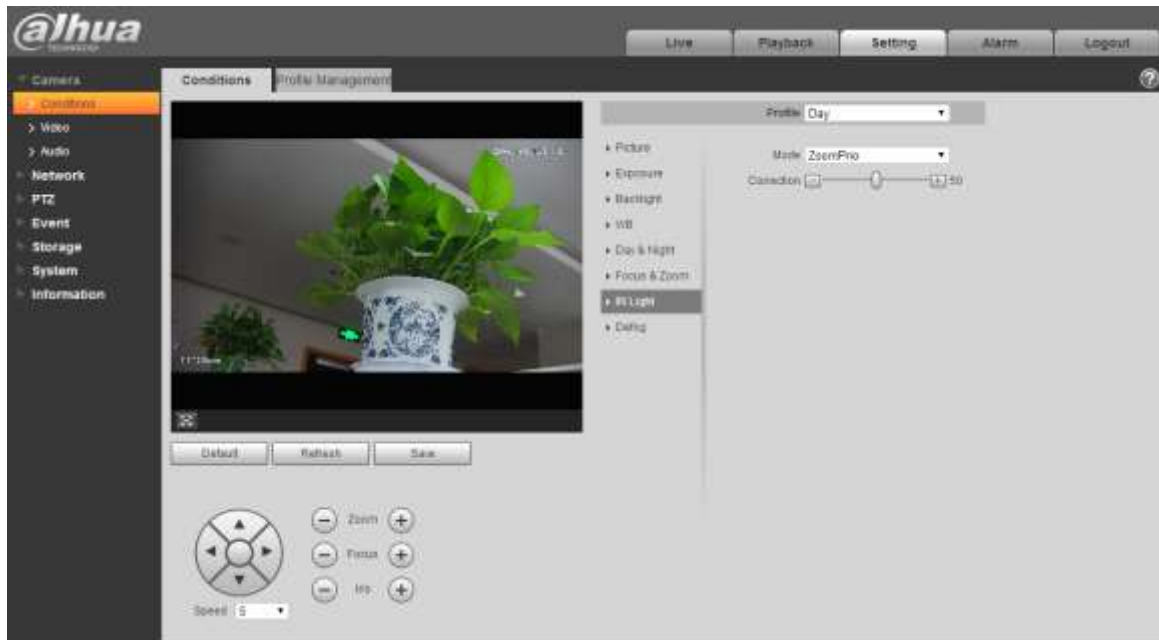 alhua
TECHNOLOGY
Live
Playback
Setting
Alarm
Logout
Camera
Conditions
Video
Audio
Network
PTZ
Event
Storage
System
Information
Conditions
Profile Management
?
Profile Day
Picture
Exposure
Backlight
WB
Day & Night
Focus & Zoom
IR Light
Defog
Mode ZoomPrio
Correction 50
Default
Refresh
Save
Zoom
Focus
Iris
Speed 5